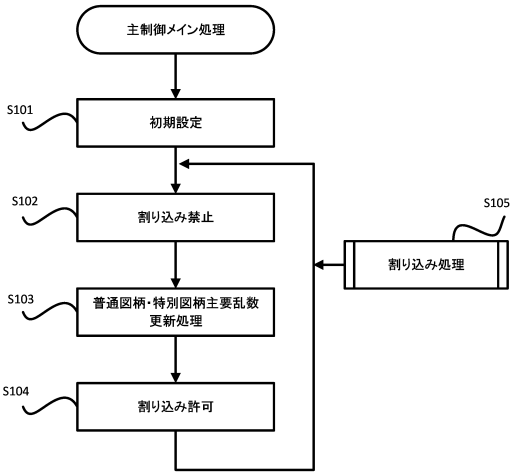 主制御メイン処理
S101
初期設定
S102
割り込み禁止
S105
割り込み処理
S103
普通図柄・特別図柄主要乱数
更新処理
S104
割り込み許可